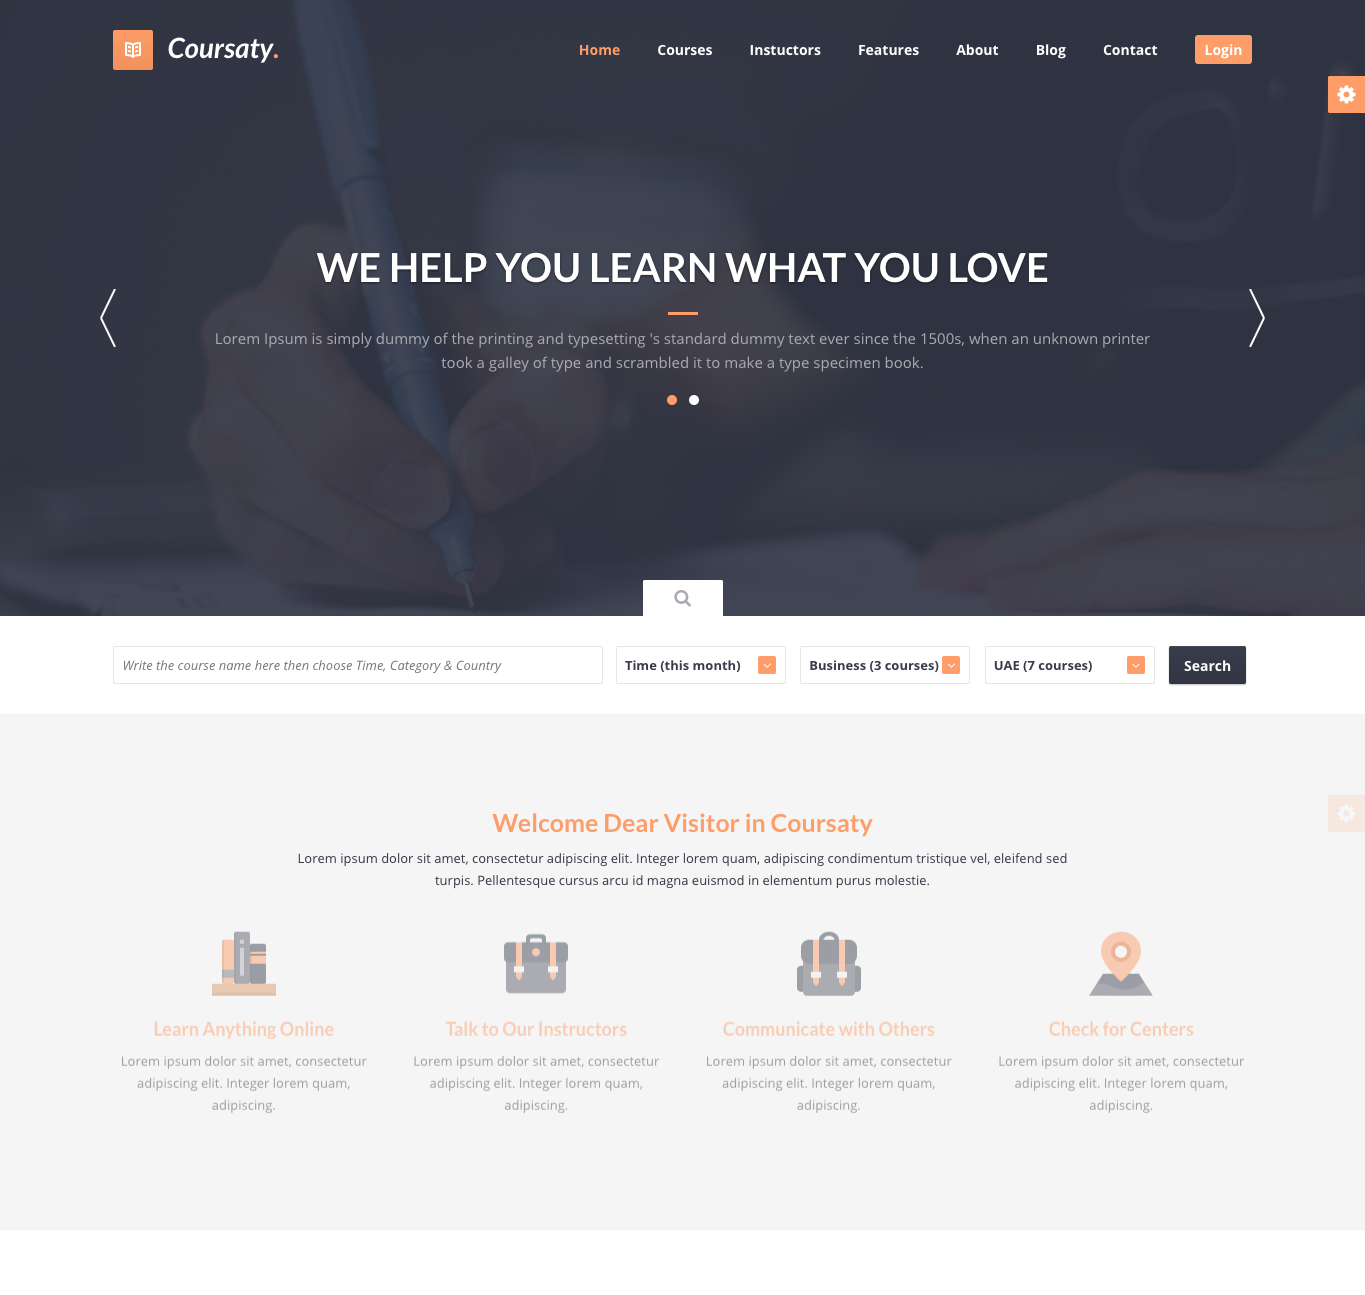 Coursaty.
Home Courses Instuctors Features About Blog Contact Login
WE HELP YOU LEARN WHAT YOU LOVE
Lorem Ipsum is simply dummy of the printing and typesetting 's standard dummy text ever since the 1500s, when an unknown printer
took a galley of type and scrambled it to make a type specimen book.
Write the course name here then choose Time, Category & Country
Time (this month)
Business (3 courses)
UAE (7 courses)
Search
Welcome Dear Visitor in Coursaty
Lorem ipsum dolor sit amet, consectetur adipiscing elit. Integer lorem quam, adipiscing condimentum tristique vel, eleifend sed
turpis. Pellentesque cursus arcu id magna euismod in elementum purus molestie.
Learn Anything Online
Lorem ipsum dolor sit amet, consectetur
adipiscing elit. Integer lorem quam,
adipiscing.
Talk to Our Instructors
Lorem ipsum dolor sit amet, consectetur
adipiscing elit. Integer lorem quam,
adipiscing.
Communicate with Others
Lorem ipsum dolor sit amet, consectetur
adipiscing elit. Integer lorem quam,
adipiscing.
Check for Centers
Lorem ipsum dolor sit amet, consectetur
adipiscing elit. Integer lorem quam,
adipiscing.